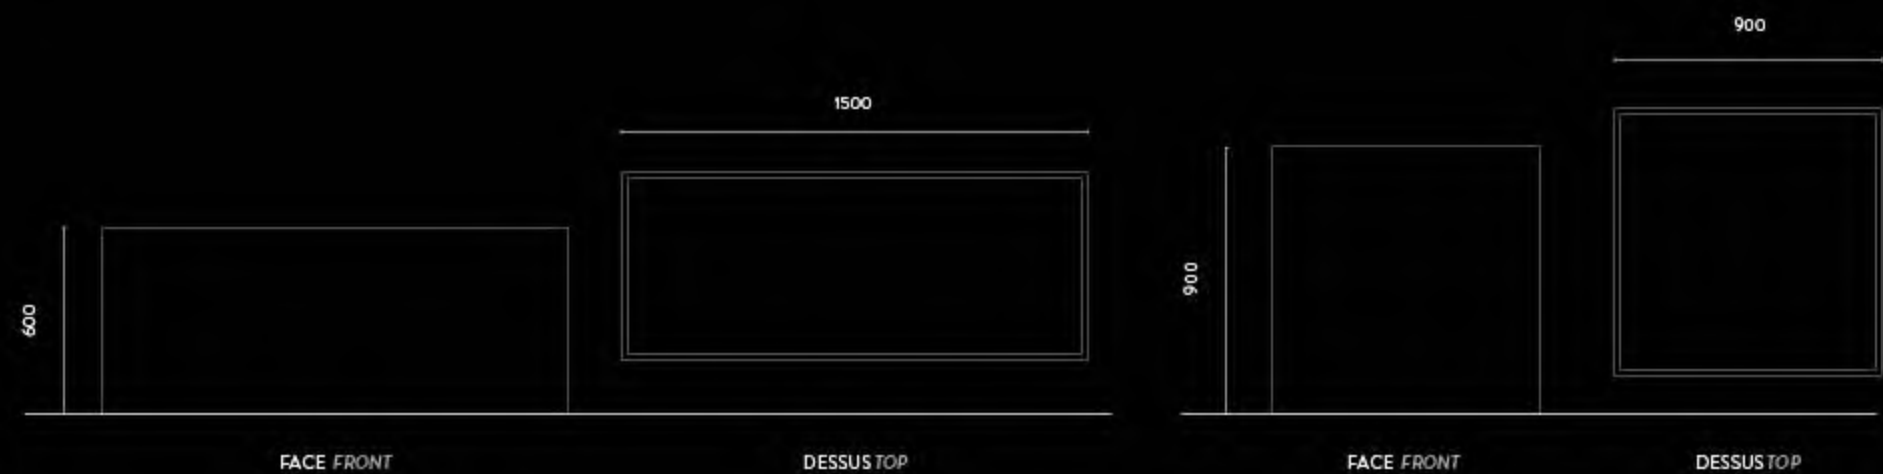 900
1500
900
600
FACE FRONT
DESSUS TOP
FACE FRONT
DESSUS TOP